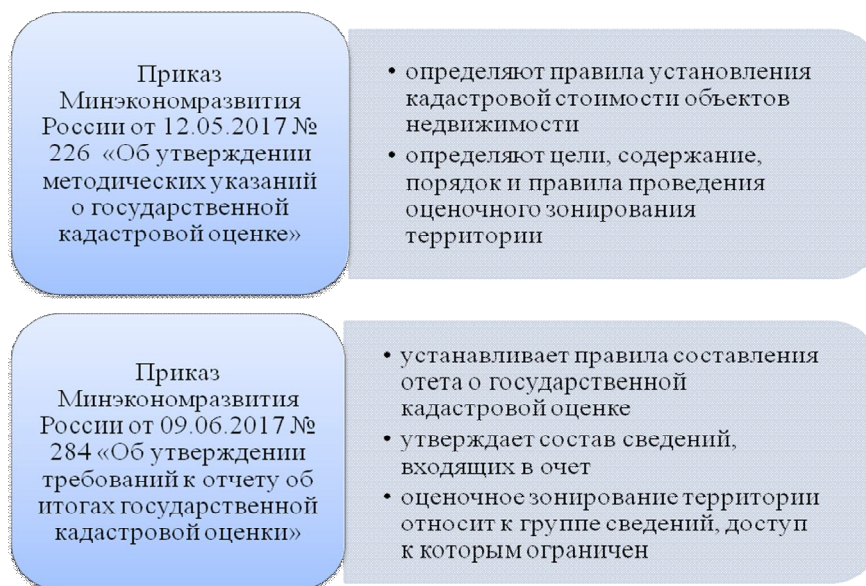 Приказ
Минэкономразвития
России от 12.05.2017 №
226 «Об утверждении
методических указаний
о государственной
кадастровой оценке»
• определяют правила установления
кадастровой стоимости объектов
недвижимости
• определяют цели, содержание,
порядок и правила проведения
оценочного зонирования
территории
Приказ
Минэкономразвития
России от 09.06.2017 №
284 «Об утверждении
требований к отчету об
итогах государственной
кадастровой оценки»
• устанавливает правила составления
отета о государственной
кадастровой оценке
• утверждает состав сведений,
входящих в очет
• оценочное зонирование территории
относит к группе сведений, доступ
к которым ограничен